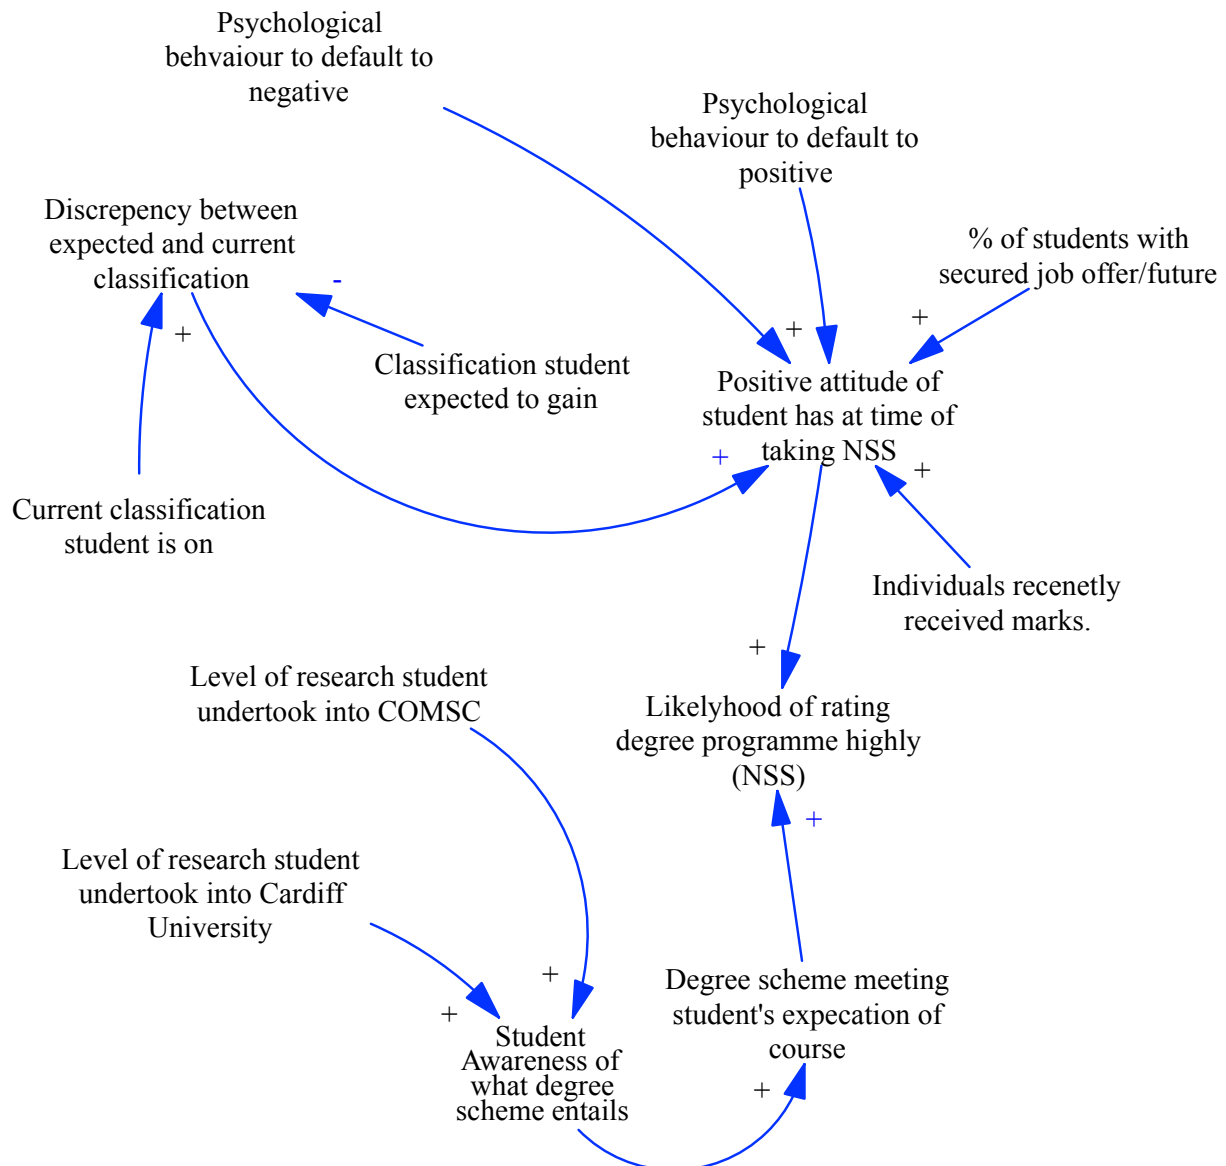 Psychological
behvaiour to default to
negative
Psychological
behaviour to default to
positive
Discrepency between
expected and current
classification
% of students with
secured job offer/future
-
+
+
+
Classification student
expected to gain
Positive attitude of
student has at time of
taking NSS
+
+
Current classification
student is on
Individuals recenetly
received marks.
+
Level of research student
undertook into COMSC
Likelyhood of rating
degree programme highly
(NSS)
+
Level of research student
undertook into Cardiff
University
+
+
Degree scheme meeting
student's expecation of
course
Student
Awareness of
what degree
scheme entails
+